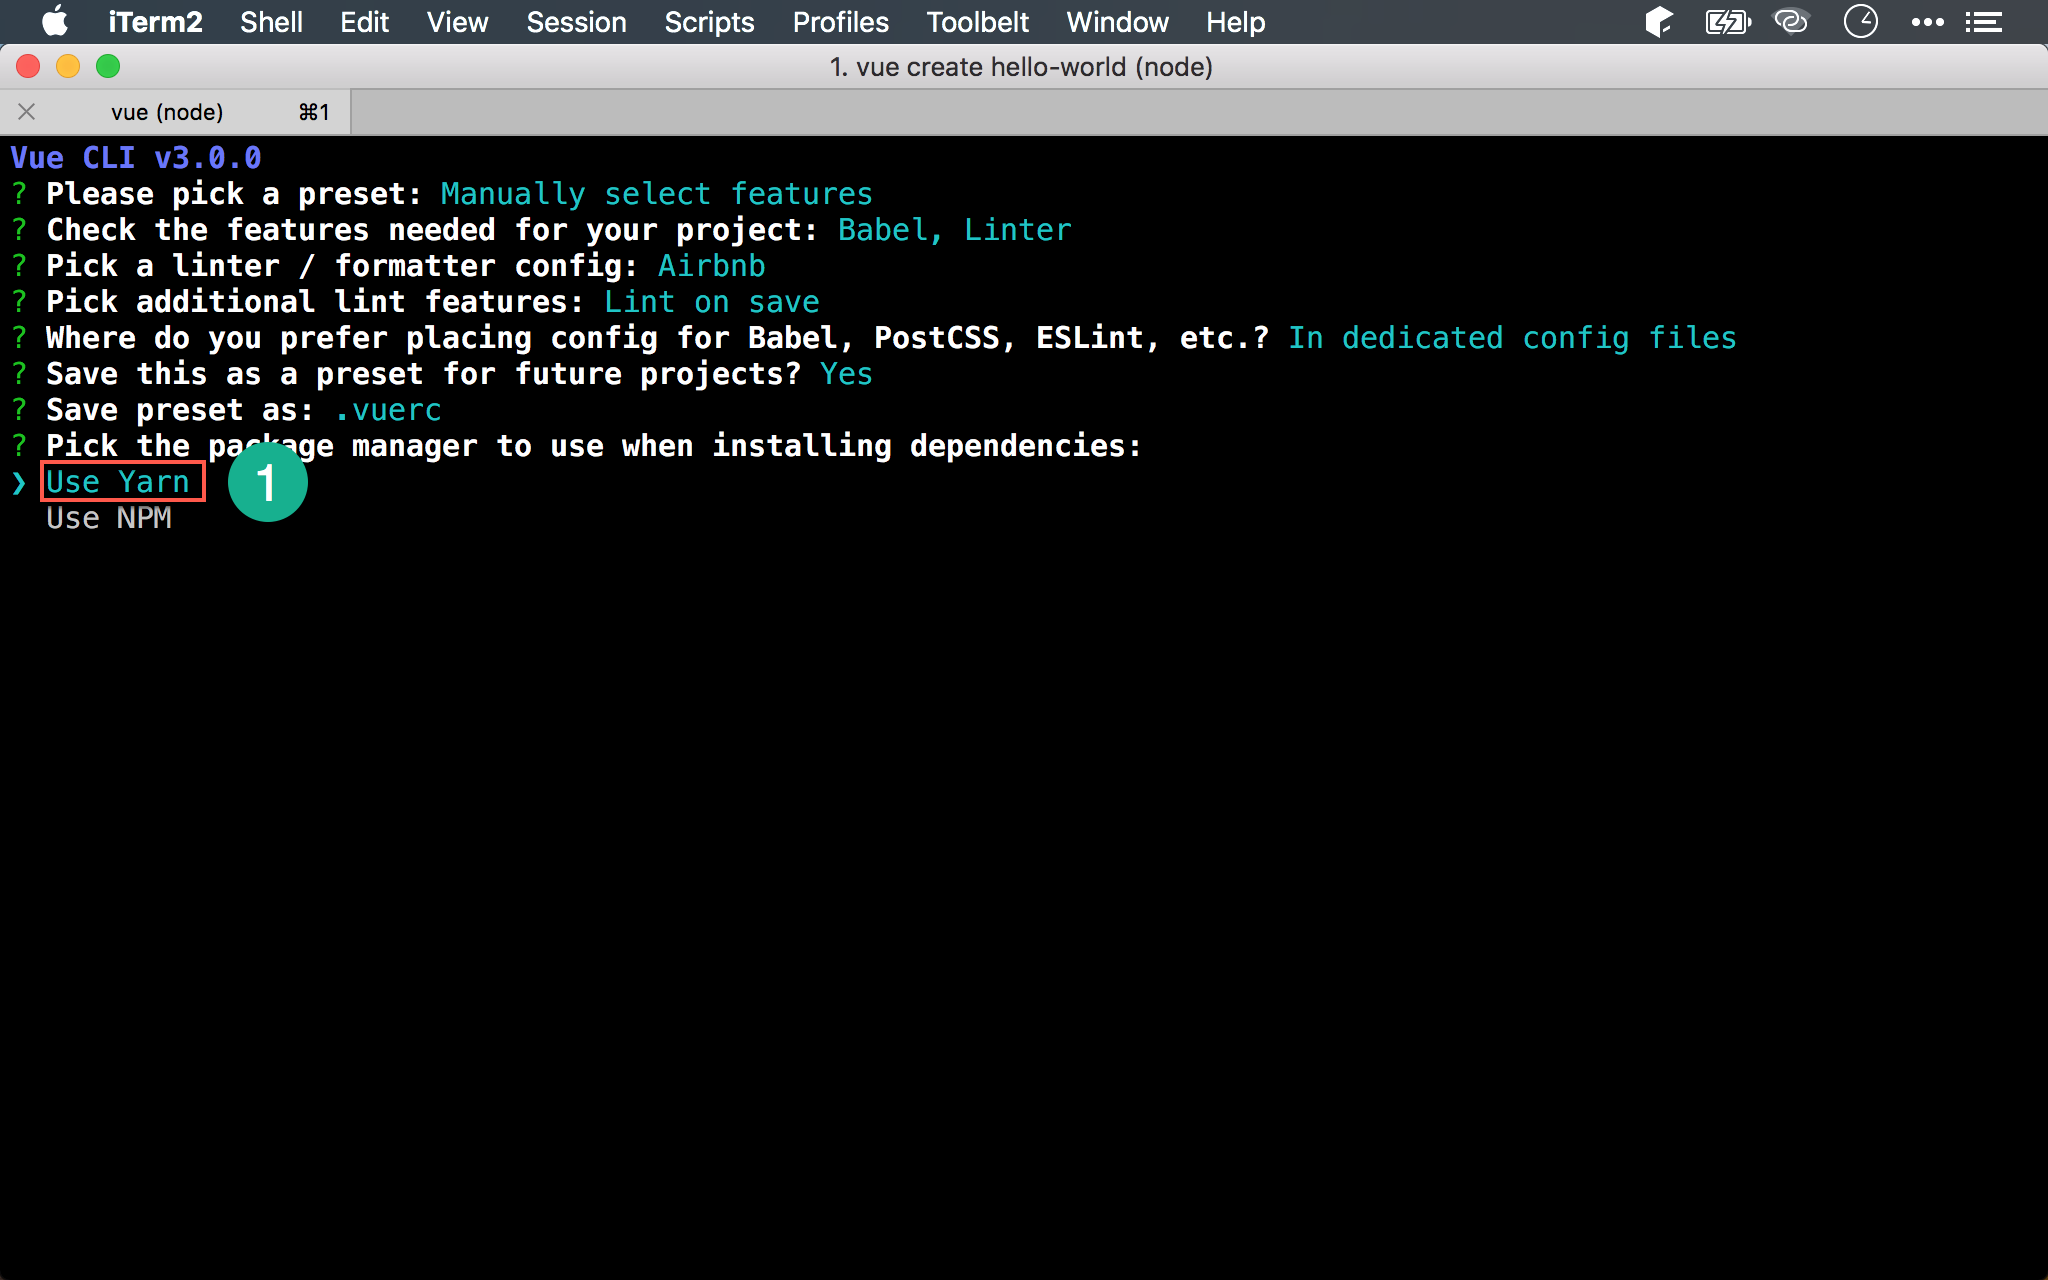 iTerm2 Shell Edit View Session Scripts Profiles Toolbelt Window Help
1. vue create hello-world (node)
vue (node) ⌘1
Vue CLI v3.0.0
? Please pick a preset: Manually select features
? Check the features needed for your project: Babel, Linter
? Pick a linter / formatter config: Airbnb
? Pick additional lint features: Lint on save
? Where do you prefer placing config for Babel, PostCSS, ESLint, etc.? In dedicated config files
? Save this as a preset for future projects? Yes
? Save preset as: .vuerc
? Pick the package manager to use when installing dependencies:
❯ Use Yarn 1
Use NPM